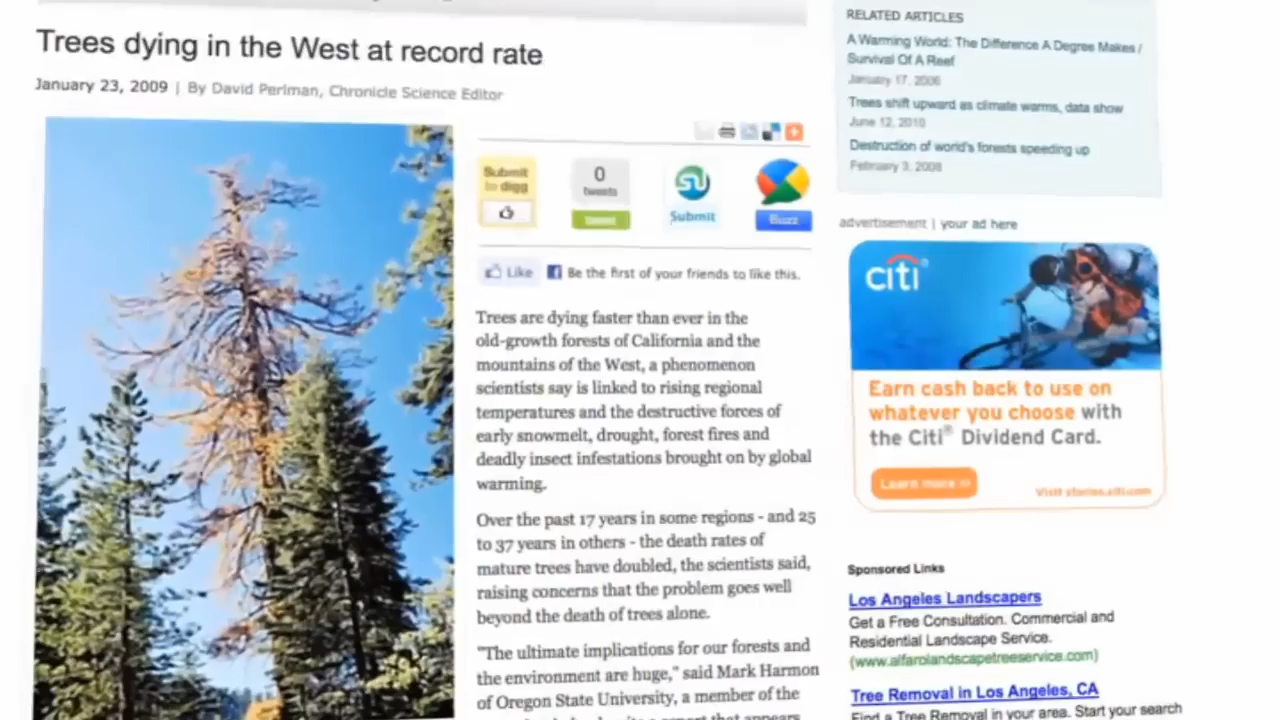 Trees dying in the West at record rate
January 23, 2009 | By David Perlman, Chronicle Science Editor
Submit
to digg
0
tweets
tweet
Submit
Buzz
Like
Be the first of your friends to like this.
Trees are dying faster than ever in the
old-growth forests of California and the
mountains of the West, a phenomenon
scientists say is linked to rising regional
temperatures and the destructive forces of
early snowmelt, drought, forest fires and
deadly insect infestations brought on by global
warming.
Over the past 17 years in some regions - and 25
to 37 years in others - the death rates of
mature trees have doubled, the scientists said,
raising concerns that the problem goes well
beyond the death of trees alone.
"The ultimate implications for our forests and
the environment are huge," said Mark Harmon
of Oregon State University, a member of the
RELATED ARTICLES
A Warming World: The Difference A Degree Makes /
Survival Of A Reef
January 17, 2006
Trees shift upward as climate warms, data show
June 12, 2010
Destruction of world's forests speeding up
February 3, 2008
advertisement | your ad here
citi®
Earn cash back to use on
whatever you choose with
the Citi® Dividend Card.
Learn more >>
Visit stories.citi.com
Sponsored Links
Los Angeles Landscapers
Get a Free Consultation. Commercial and
Residential Landscape Service.
(www.alfarolandscapetreeservice.com)
Tree Removal in Los Angeles, CA
Find a Tree Removal in your area. Start your search